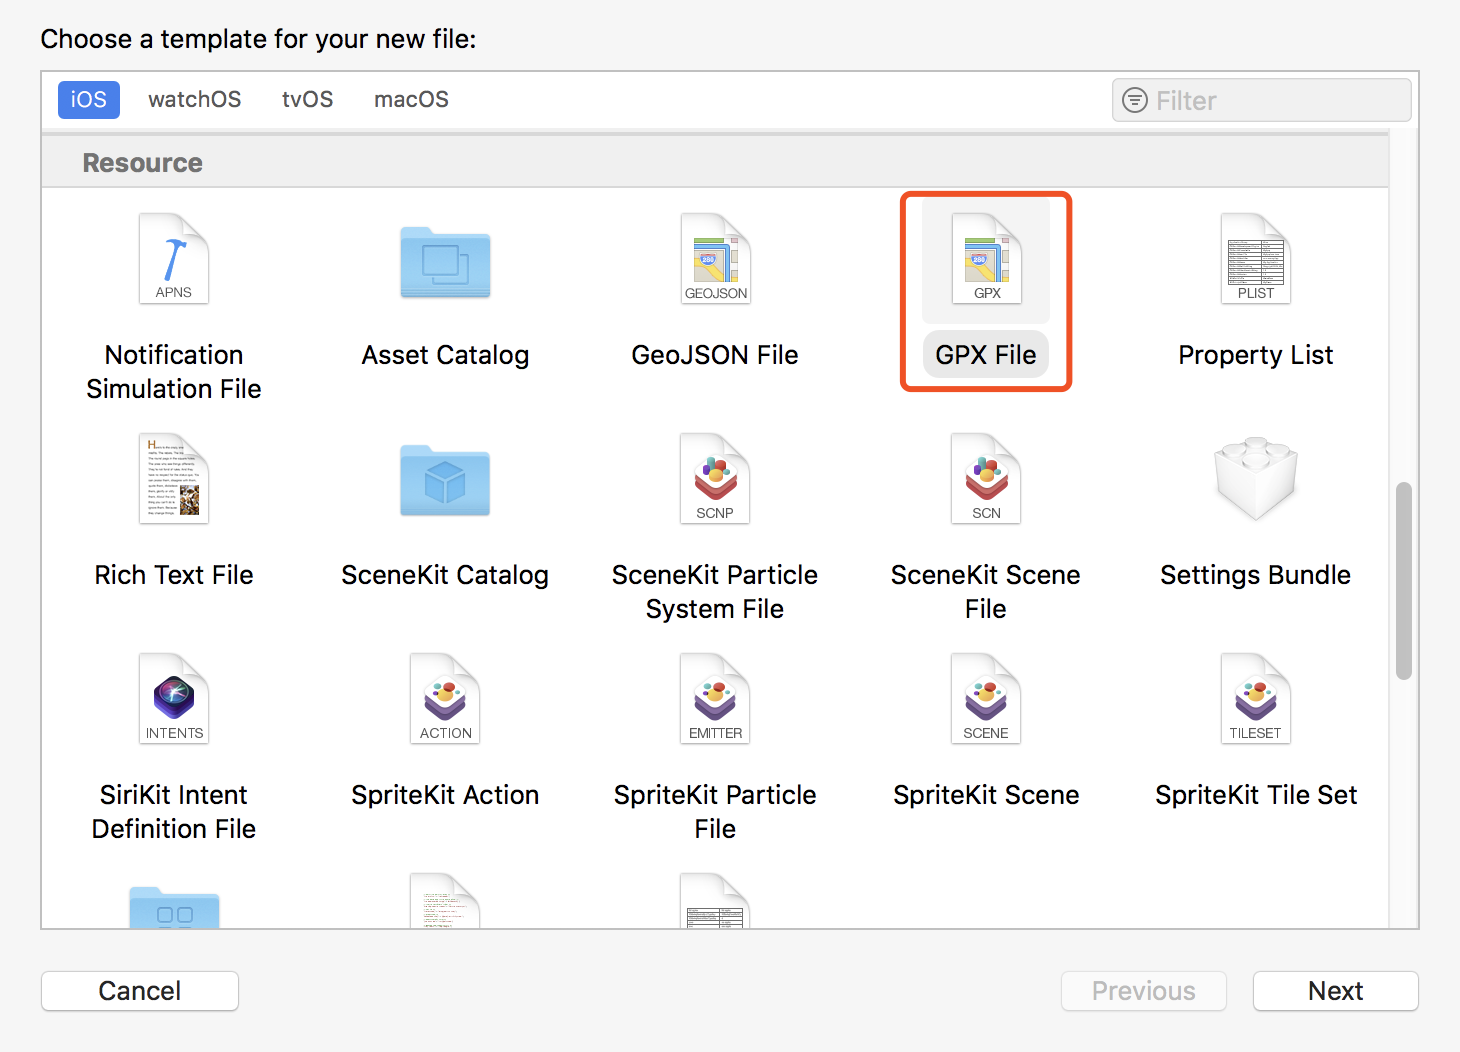 Choose a template for your new file:
iOS watchOS tvOS macOS Filter
Resource
APNS GEOJSON GPX PLIST
Notification Simulation File
Asset Catalog
GeoJSON File
GPX File
Property List
SCNP SCN
Rich Text File
SceneKit Catalog
SceneKit Particle System File
SceneKit Scene File
Settings Bundle
INTENTS ACTION EMITTER SCENE TILESET
SiriKit Intent Definition File
SpriteKit Action
SpriteKit Particle File
SpriteKit Scene
SpriteKit Tile Set
Cancel Previous Next